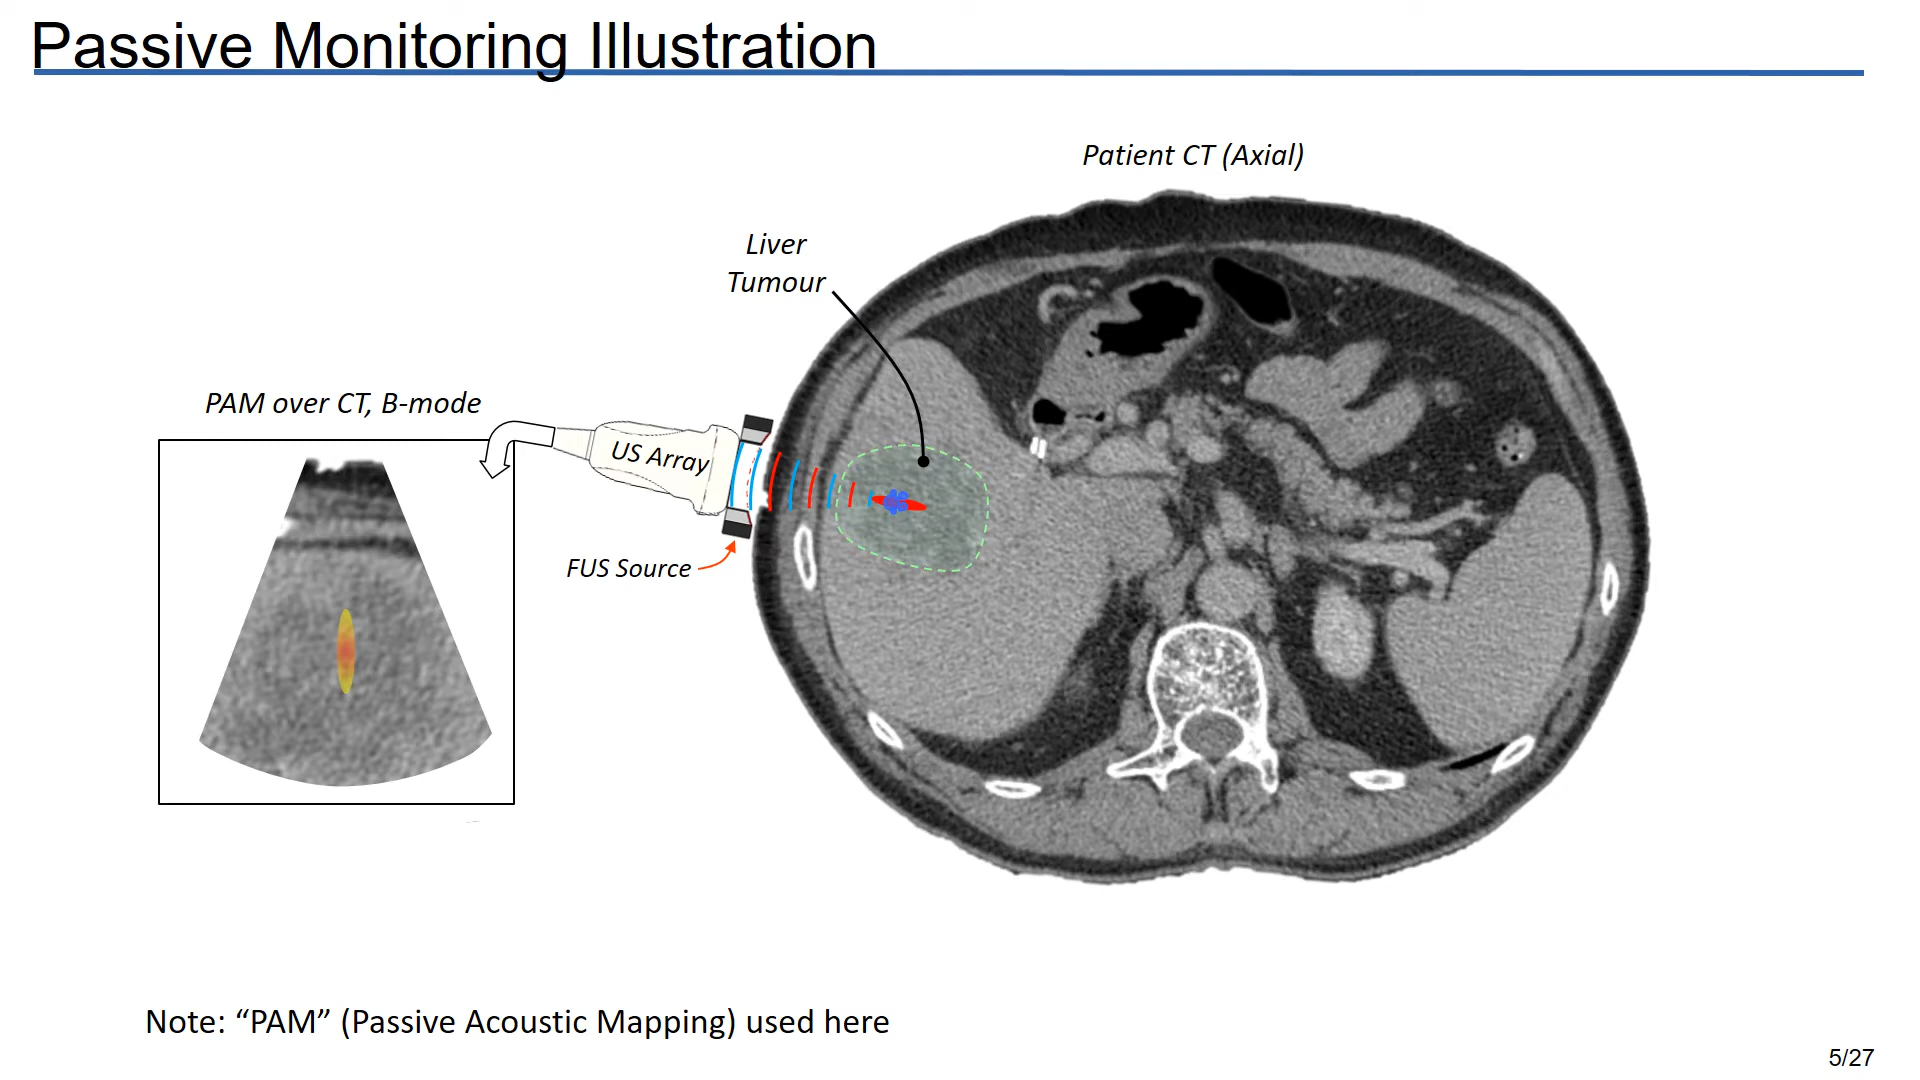 Passive Monitoring Illustration
Patient CT (Axial)
Liver
Tumour
PAM over CT, B-mode
US Array
FUS Source
Note: “PAM” (Passive Acoustic Mapping) used here
5/27